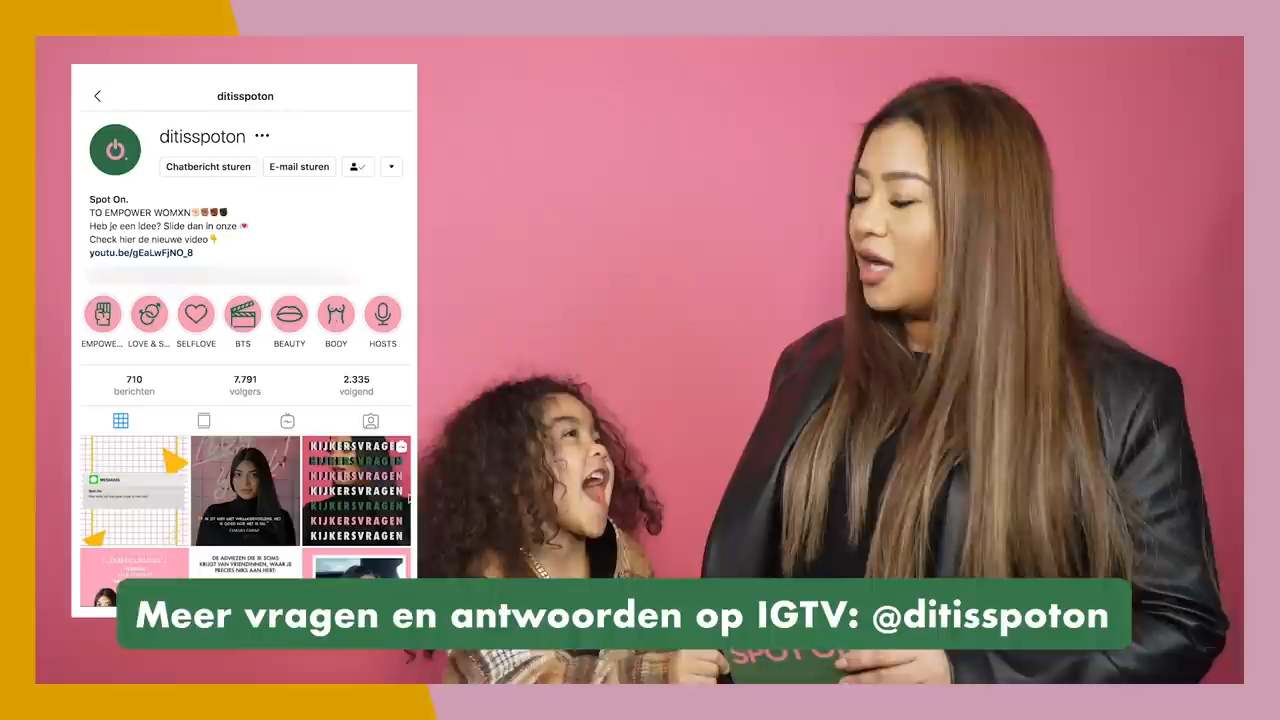 ditisspoton
ditisspoton ...
Chatbericht sturen
E-mail sturen
Spot On.
TO EMPOWER WOMXN✊🏻✊🏽✊🏾✊🏿
Heb je een idee? Slide dan in onze 💌
Check hier de nieuwe video👇
youtu.be/gEaLwFjNO_8
EMPOWE...
LOVE & S...
SELFLOVE
BTS
BEAUTY
BODY
HOSTS
710
berichten
7.791
volgers
2.335
volgend
MESSAGES
KIJKERSVRAGEN
KIJKERSVRAGEN
KIJKERSVRAGEN
KIJKERSVRAGEN
KIJKERSVRAGEN
KIJKERSVRAGEN
KIJKERSVRAGEN
DE ADVIEZEN DIE JE SOMS
KRIJGT VAN VRIENDINNEN, WAAR JE
PRECIES NIKS AAN HEBT:
Meer vragen en antwoorden op IGTV: @ditisspoton
SPOT ON